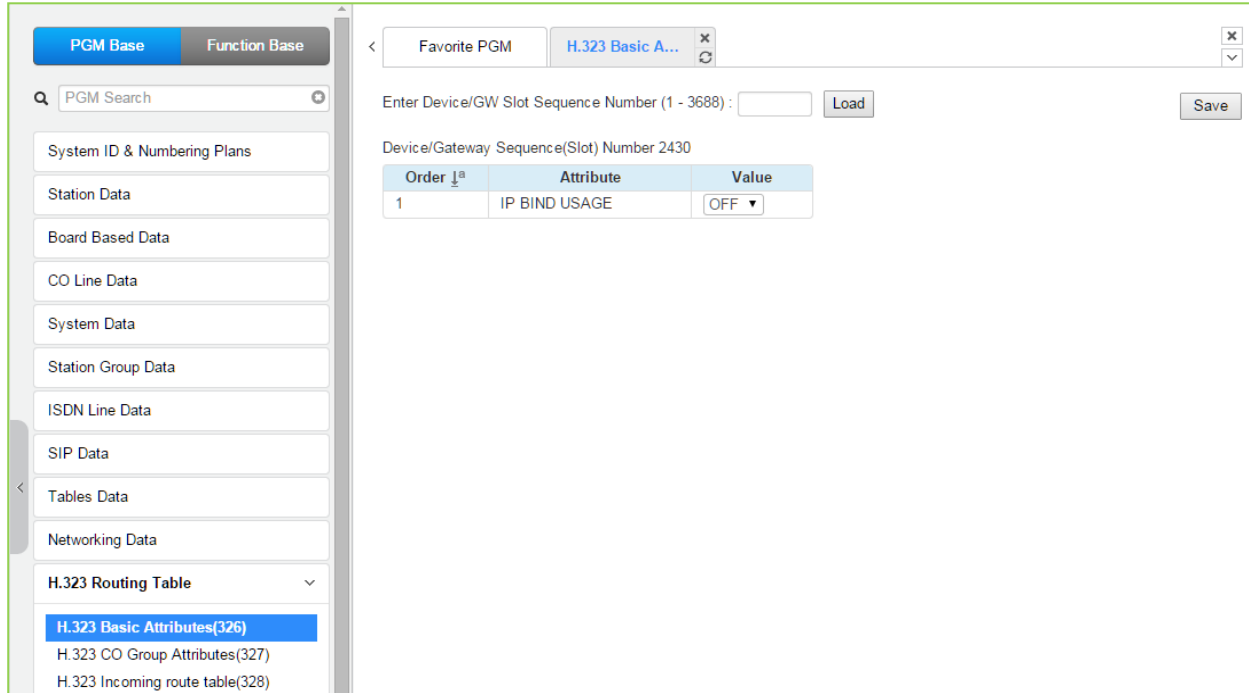 PGM Base
Function Base
PGM Search
System ID & Numbering Plans
Station Data
Board Based Data
CO Line Data
System Data
Station Group Data
ISDN Line Data
SIP Data
Tables Data
Networking Data
H.323 Routing Table
H.323 Basic Attributes(326)
H.323 CO Group Attributes(327)
H.323 Incoming route table(328)
Favorite PGM
H.323 Basic A...
Enter Device/GW Slot Sequence Number (1 - 3688) :
Load
Save
Device/Gateway Sequence(Slot) Number 2430
Order Attribute Value
1 IP BIND USAGE OFF